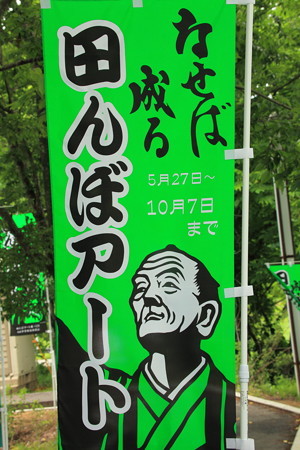 なせば
成る
田んぼアート
5月27日～
10月7日
まで